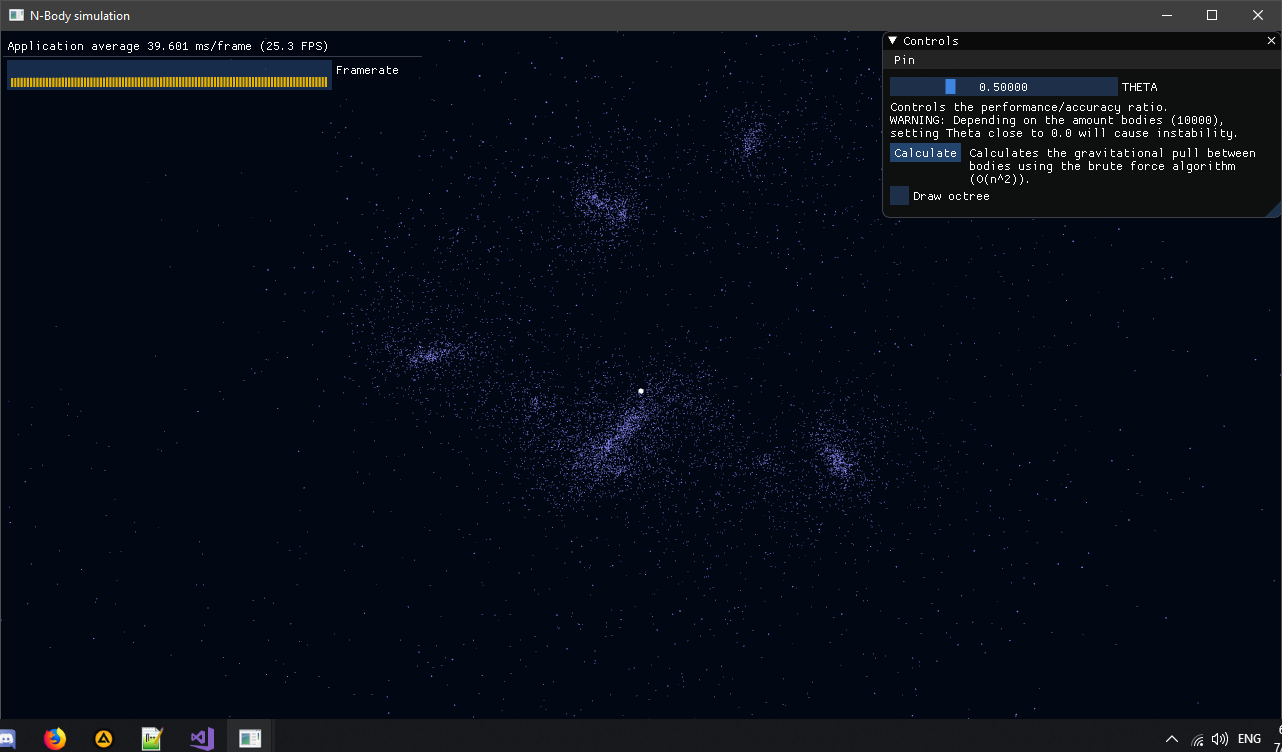 N-Body simulation
Application average 39.601 ms/frame (25.3 FPS)
Framerate
Controls
Pin
0.50000 THETA
Controls the performance/accuracy ratio.
WARNING: Depending on the amount bodies (10000),
setting Theta close to 0.0 will cause instability.
Calculate Calculates the gravitational pull between
bodies using the brute force algorithm
(O(n^2)).
Draw octree
ENG